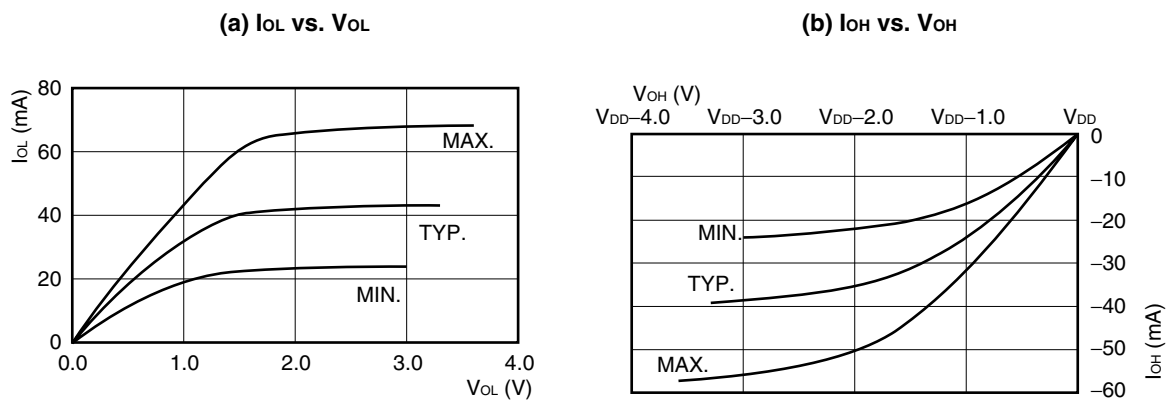 (a) IOL vs. VOL
IOL (mA)
80
60
40
20
0
MAX.
TYP.
MIN.
0.0 1.0 2.0 3.0 4.0
VOL (V)
(b) IOH vs. VOH
VOH (V)
VDD–4.0 VDD–3.0 VDD–2.0 VDD–1.0 VDD
0
–10
–20
–30
–40
–50
–60
IOH (mA)
MIN.
TYP.
MAX.